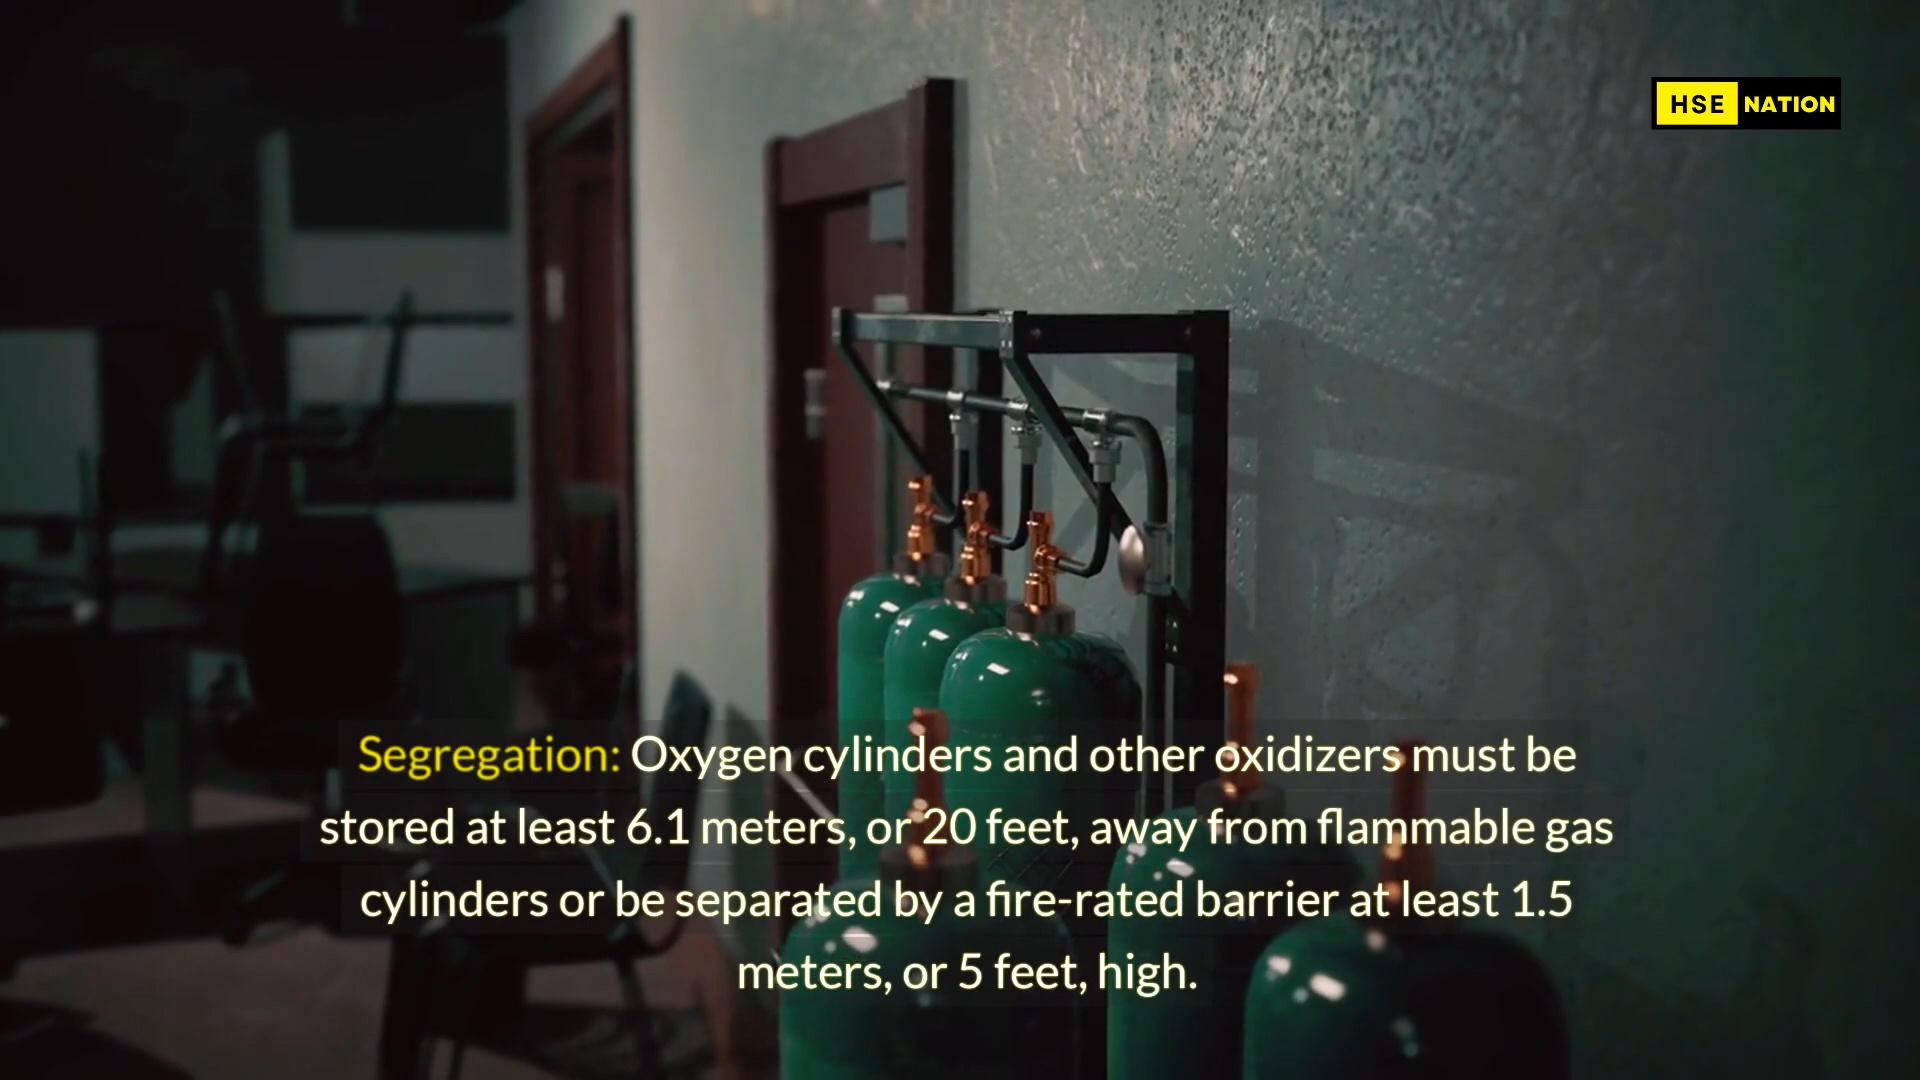 HSE NATION
Segregation: Oxygen cylinders and other oxidizers must be
stored at least 6.1 meters, or 20 feet, away from flammable gas
cylinders or be separated by a fire-rated barrier at least 1.5
meters, or 5 feet, high.